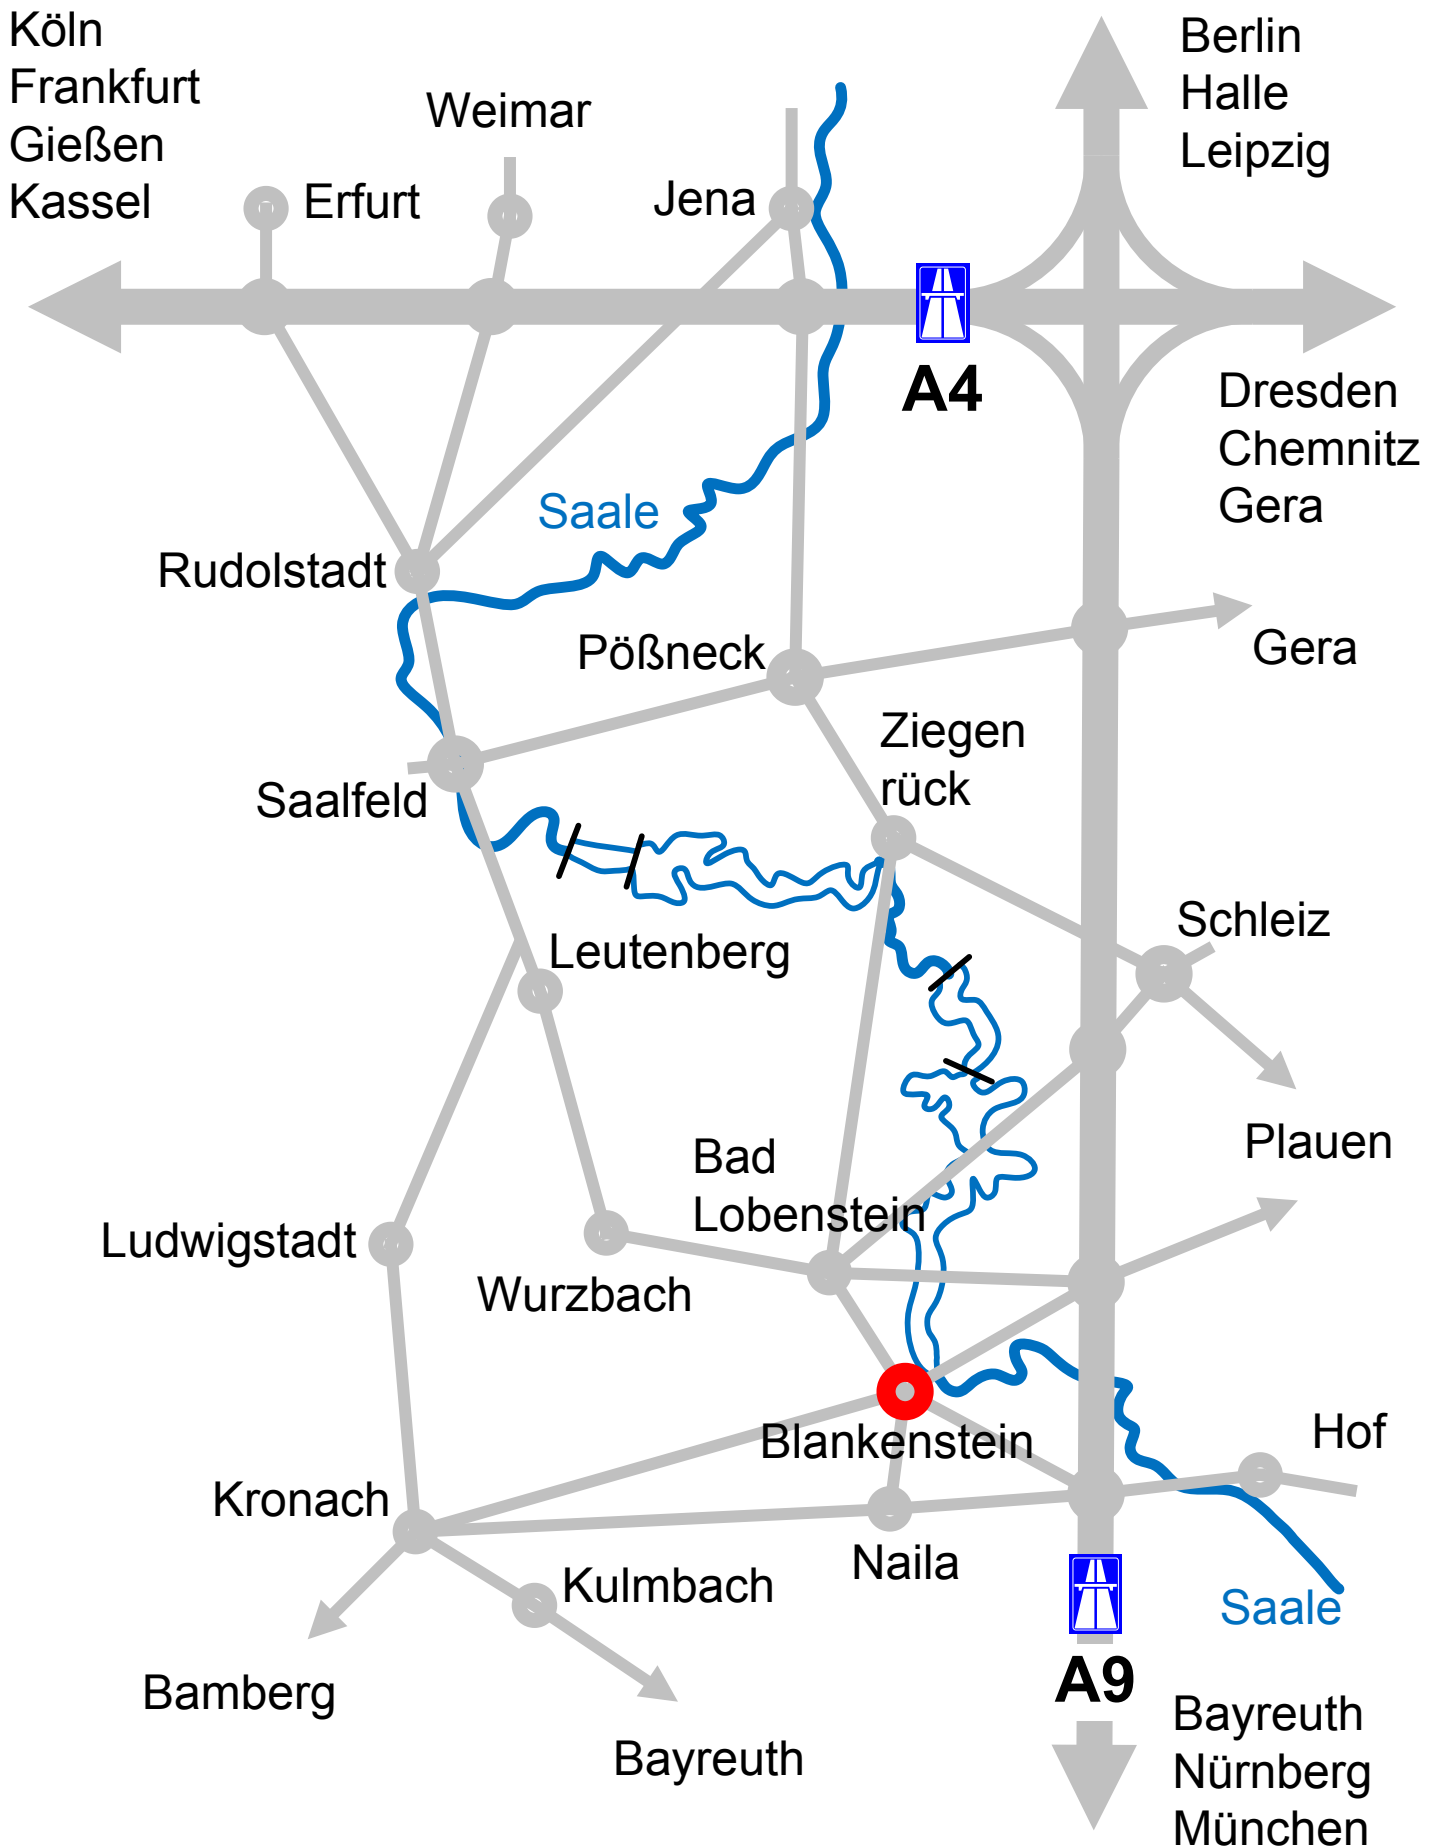 Köln
Frankfurt
Gießen
Kassel
Berlin
Halle
Leipzig
Weimar
Erfurt
Jena
A4
Dresden
Chemnitz
Gera
Saale
Rudolstadt
Pößneck
Gera
Ziegen
rück
Saalfeld
Schleiz
Leutenberg
Plauen
Bad
Lobenstein
Ludwigstadt
Wurzbach
Blankenstein
Hof
Kronach
Naila
Kulmbach
Saale
Bamberg
A9
Bayreuth
Bayreuth
Nürnberg
München